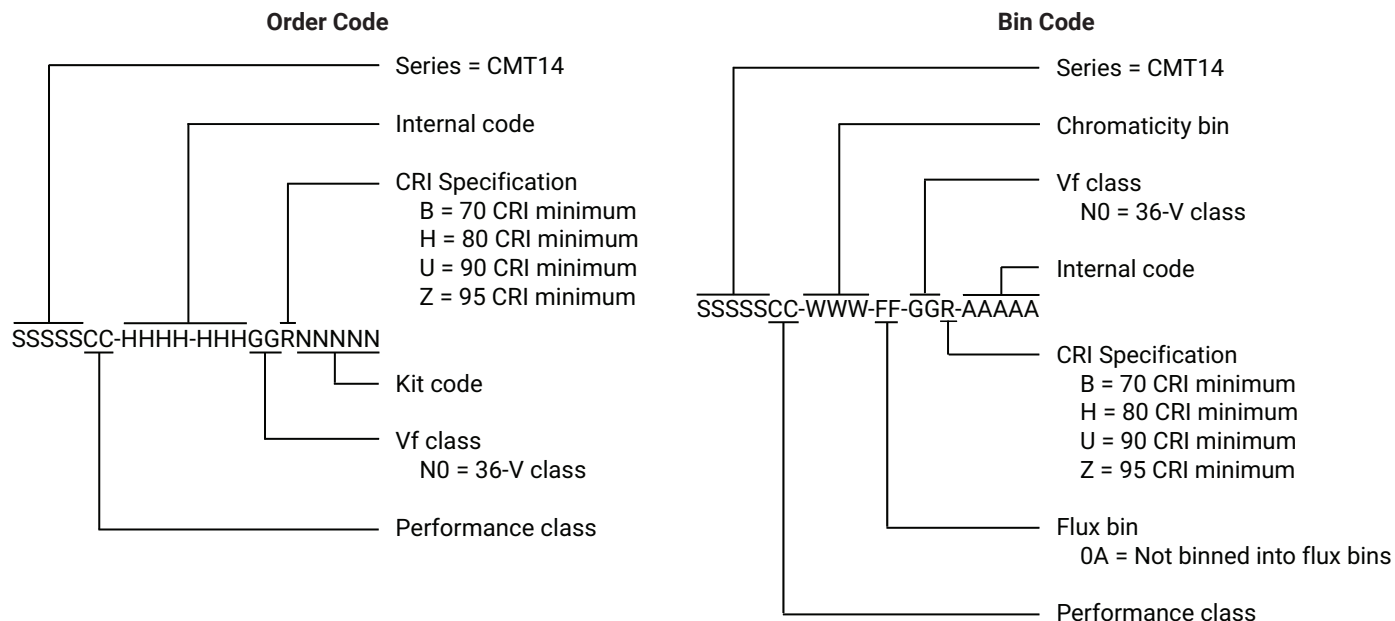 Order Code
Series = CMT14
Internal code
CRI Specification
B = 70 CRI minimum
H = 80 CRI minimum
U = 90 CRI minimum
Z = 95 CRI minimum
SSSSSCC-HHHH-HHHGGRNNNNN
Kit code
Vf class
N0 = 36-V class
Performance class
Bin Code
Series = CMT14
Chromaticity bin
Vf class
N0 = 36-V class
Internal code
SSSSSCC-WWW-FF-GGR-AAAAA
CRI Specification
B = 70 CRI minimum
H = 80 CRI minimum
U = 90 CRI minimum
Z = 95 CRI minimum
Flux bin
0A = Not binned into flux bins
Performance class